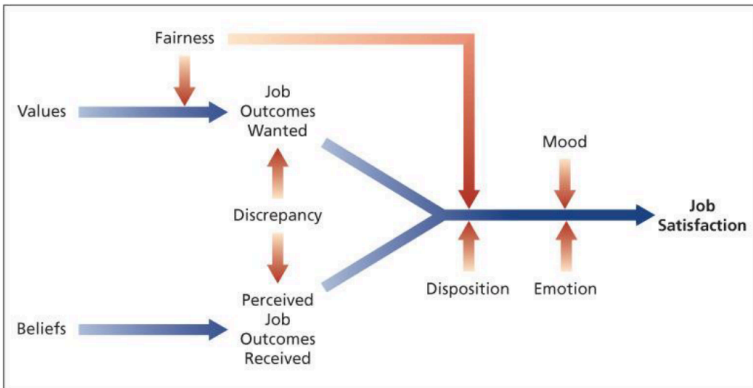 Fairness
Values
Job
Outcomes
Wanted
Mood
Discrepancy
Job
Satisfaction
Disposition
Emotion
Perceived
Job
Outcomes
Received
Beliefs